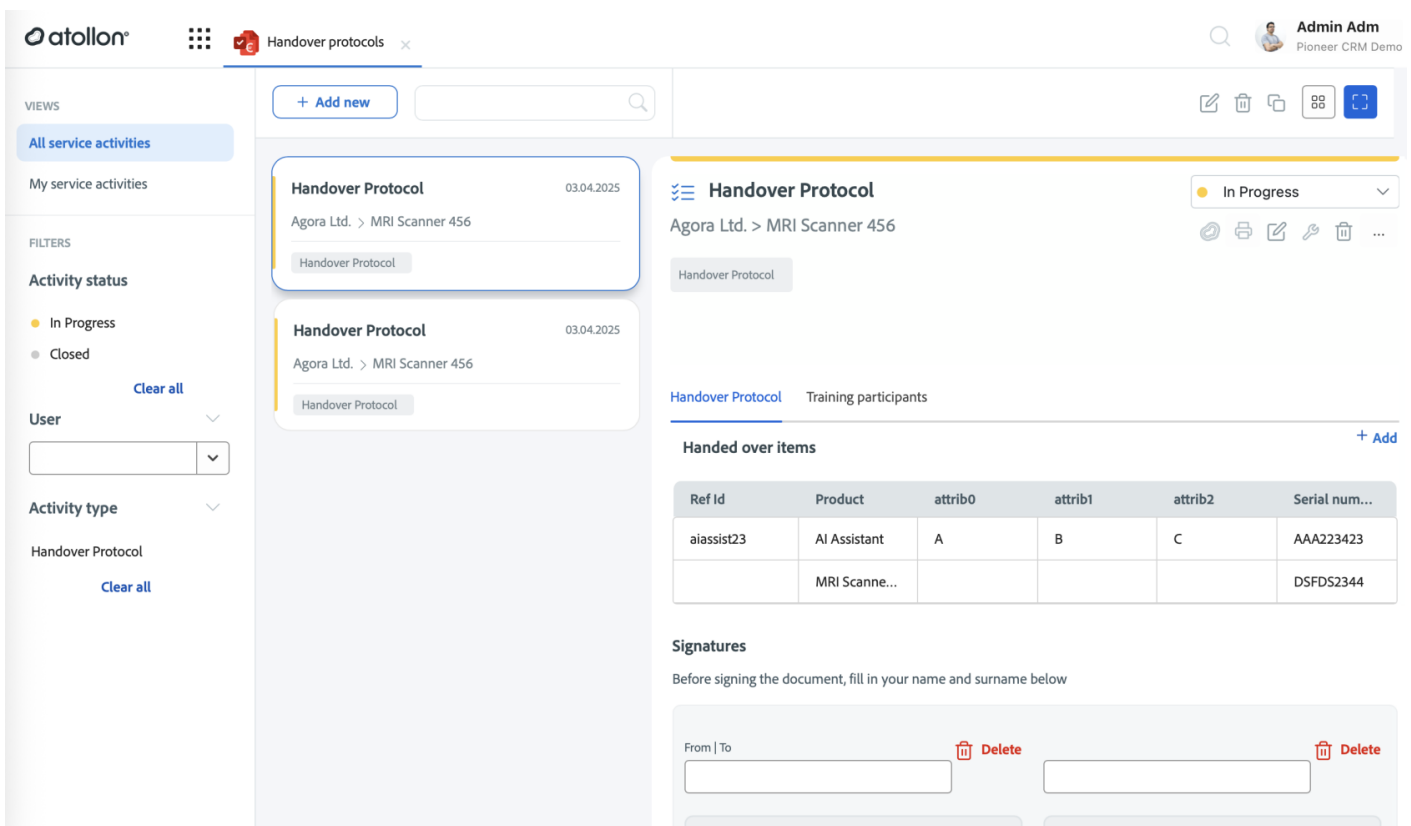 atollon
Handover protocols
Admin Adm
Pioneer CRM Demo
VIEWS
All service activities
My service activities
FILTERS
Activity status
In Progress
Closed
Clear all
User
Activity type
Handover Protocol
Clear all
+ Add new
Handover Protocol 03.04.2025
Agora Ltd. > MRI Scanner 456
Handover Protocol
Handover Protocol 03.04.2025
Agora Ltd. > MRI Scanner 456
Handover Protocol
Handover Protocol
In Progress
Agora Ltd. > MRI Scanner 456
...
Handover Protocol
Handover Protocol Training participants
Handed over items
+ Add
Ref Id Product attrib0 attrib1 attrib2 Serial num...
aiassist23 AI Assistant A B C AAA223423
MRI Scanne... DSFDS2344
Signatures
Before signing the document, fill in your name and surname below
From | To Delete Delete